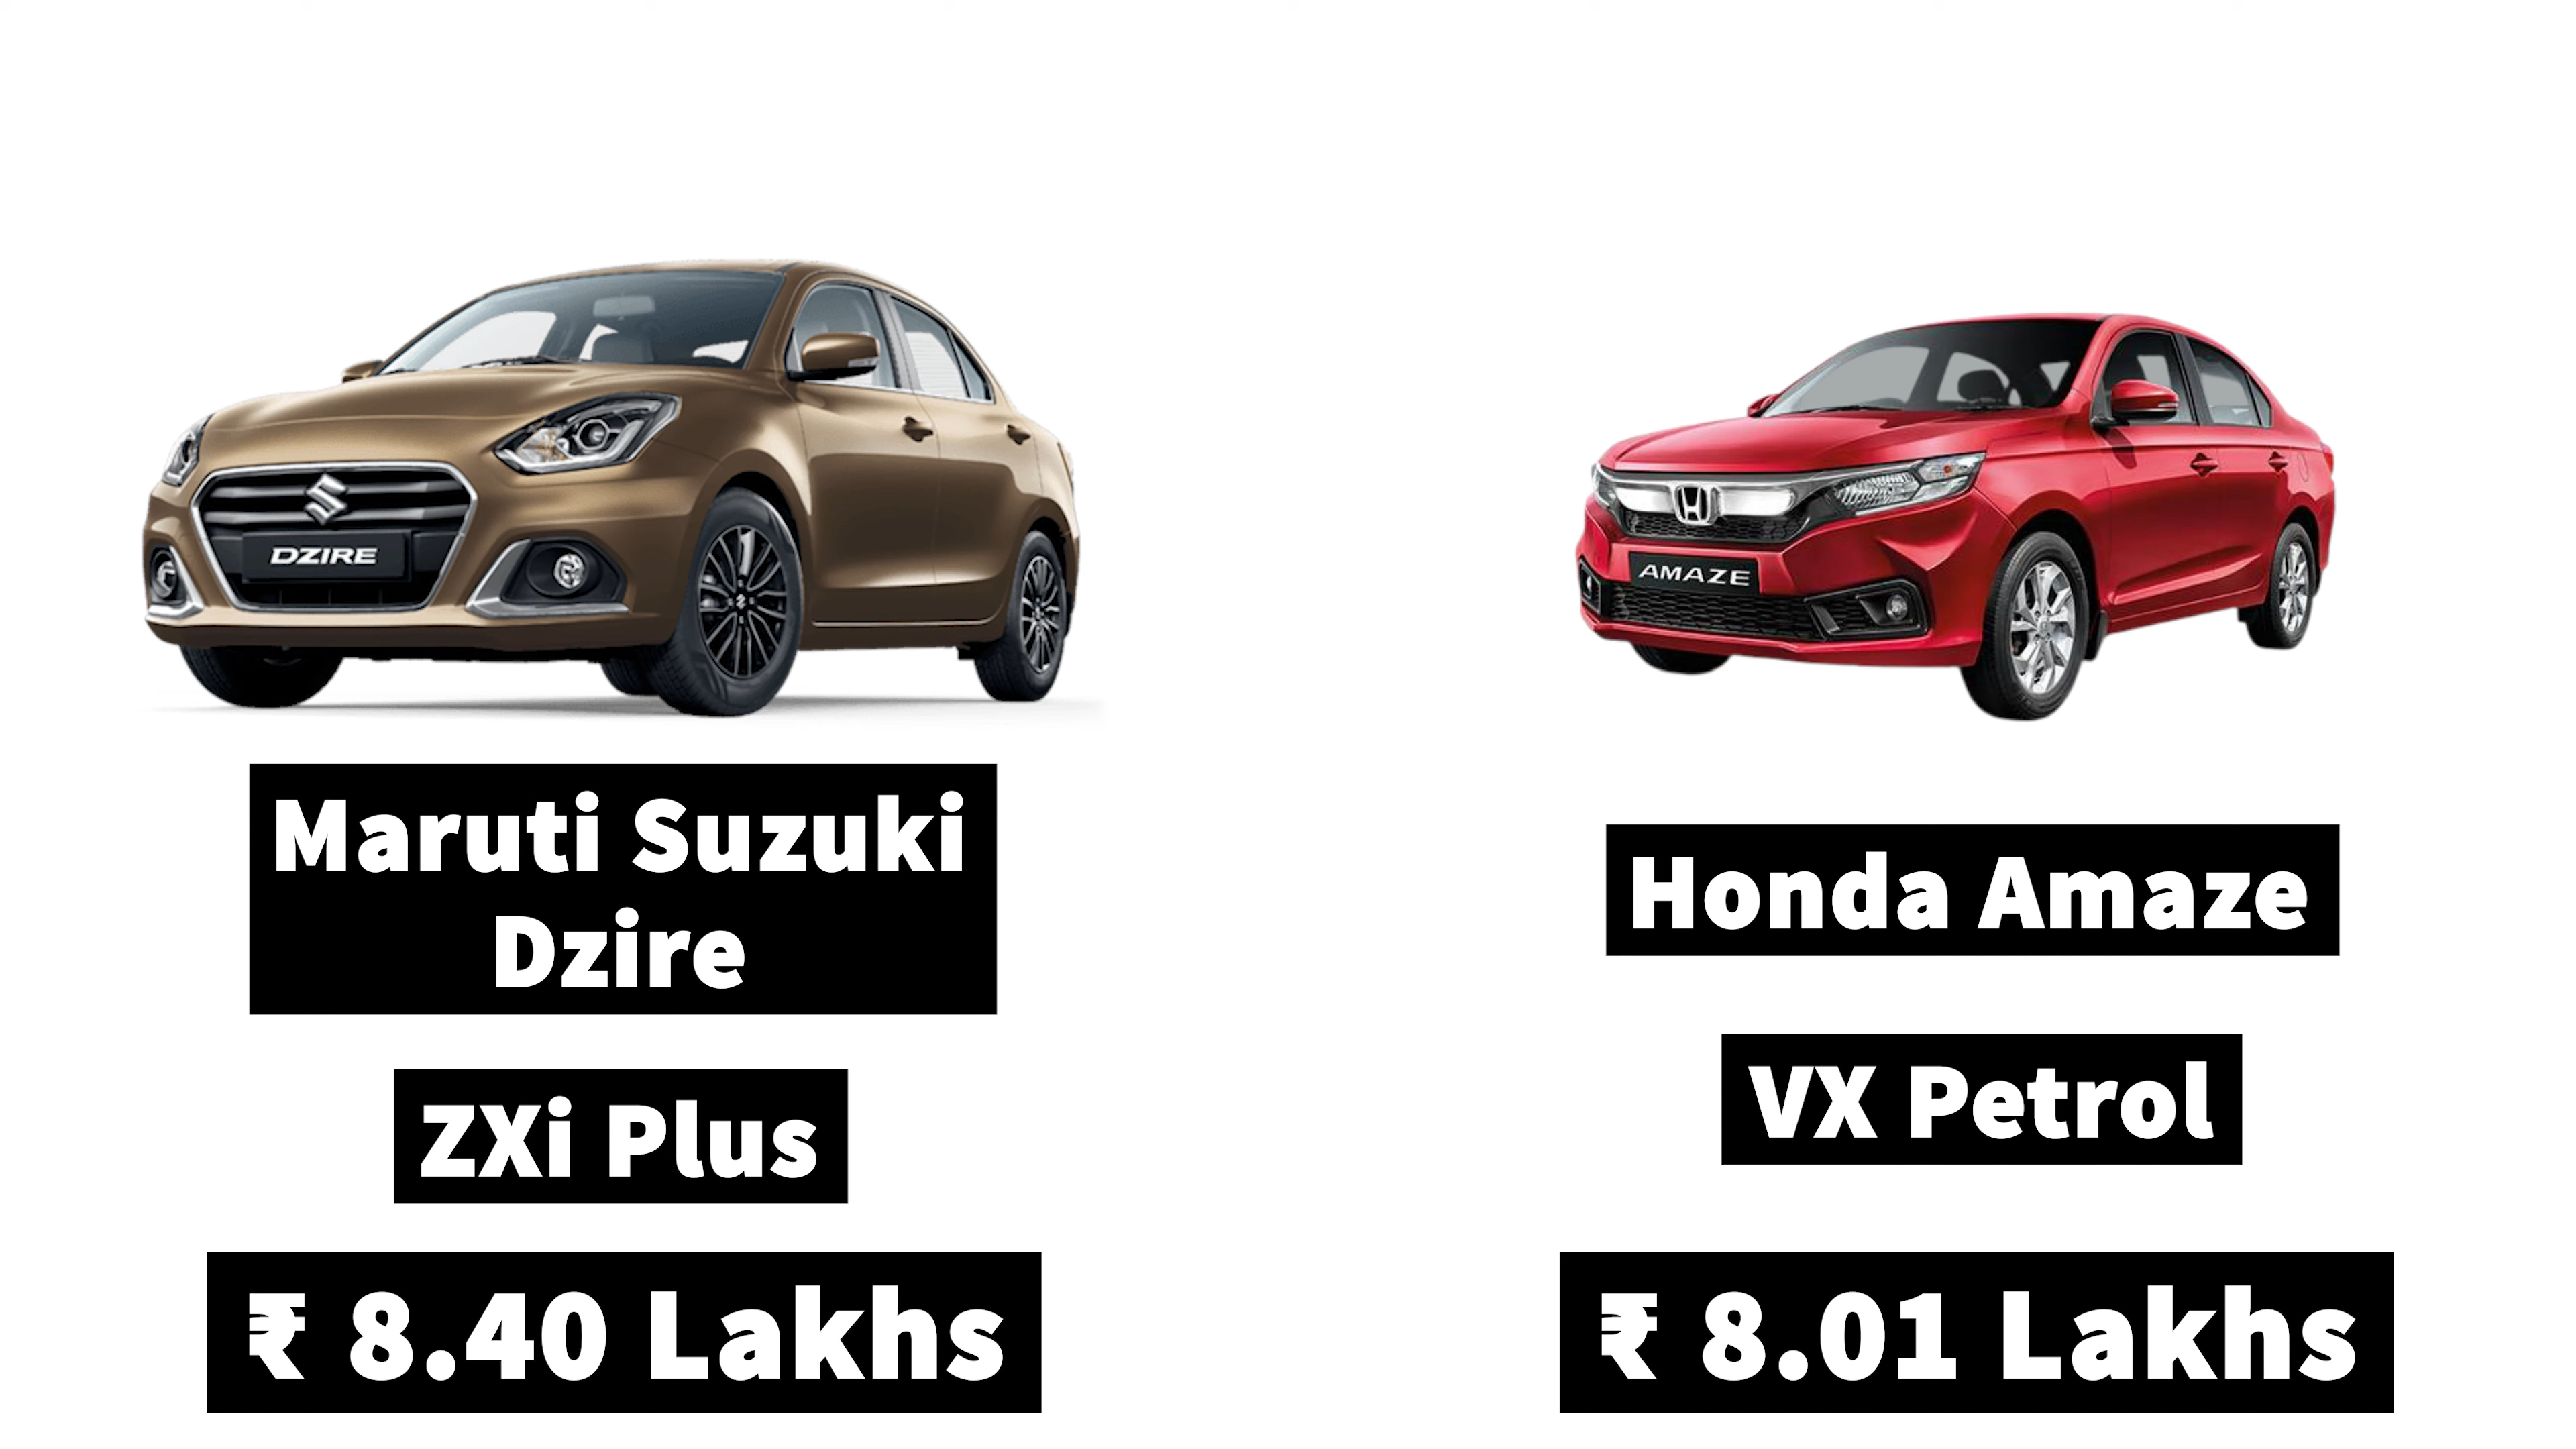 DZIRE
AMAZE
Maruti Suzuki
Dzire
ZXi Plus
₹ 8.40 Lakhs
Honda Amaze
VX Petrol
₹ 8.01 Lakhs